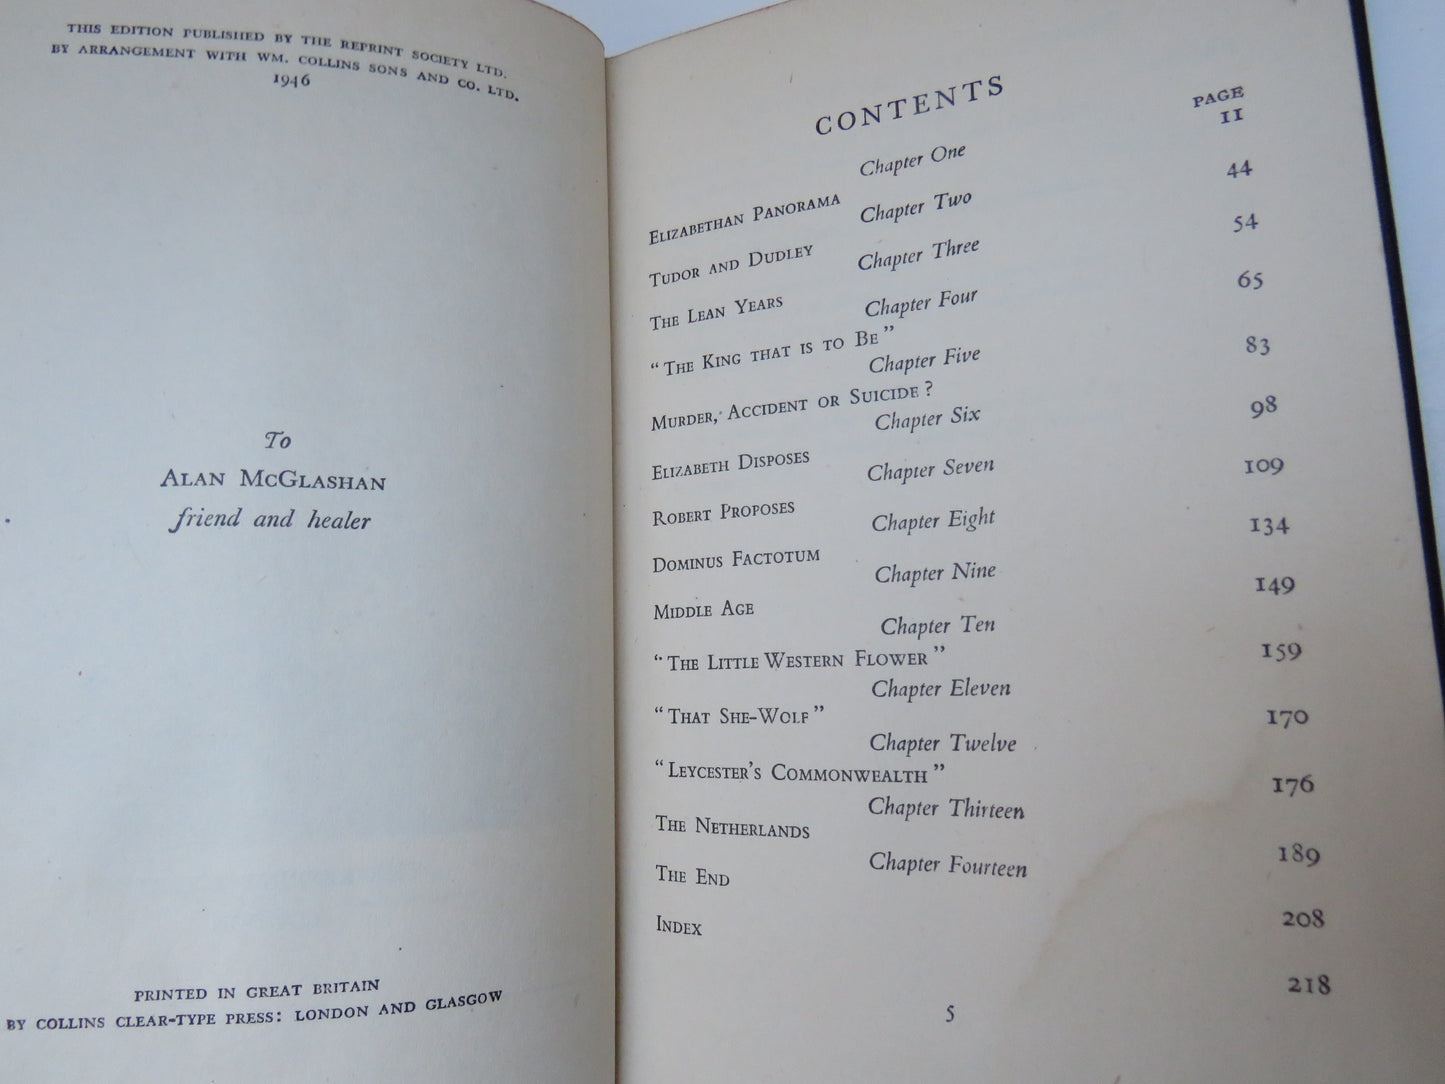 THIS EDITION PUBLISHED BY THE REPRINT SOCIETY LTD.
BY ARRANGEMENT WITH WM. COLLINS SONS AND CO. LTD.
1946
To
ALAN MCGLASHAN
friend and healer
PRINTED IN GREAT BRITAIN
BY COLLINS CLEAR-TYPE PRESS: LONDON AND GLASGOW
CONTENTS
PAGE
Chapter One
ELIZABETHAN PANORAMA 11
Chapter Two
TUDOR AND DUDLEY 44
Chapter Three
THE LEAN YEARS 54
Chapter Four
“THE KING THAT IS TO BE” 65
Chapter Five
MURDER, ACCIDENT OR SUICIDE? 83
Chapter Six
ELIZABETH DISPOSES 98
Chapter Seven
ROBERT PROPOSES 109
Chapter Eight
DOMINUS FACTOTUM 134
Chapter Nine
MIDDLE AGE 149
Chapter Ten
“THE LITTLE WESTERN FLOWER” 159
Chapter Eleven
“THAT SHE-WOLF” 170
Chapter Twelve
“LEYCESTER'S COMMONWEALTH” 176
Chapter Thirteen
THE NETHERLANDS 189
Chapter Fourteen
THE END 208
INDEX 218
5